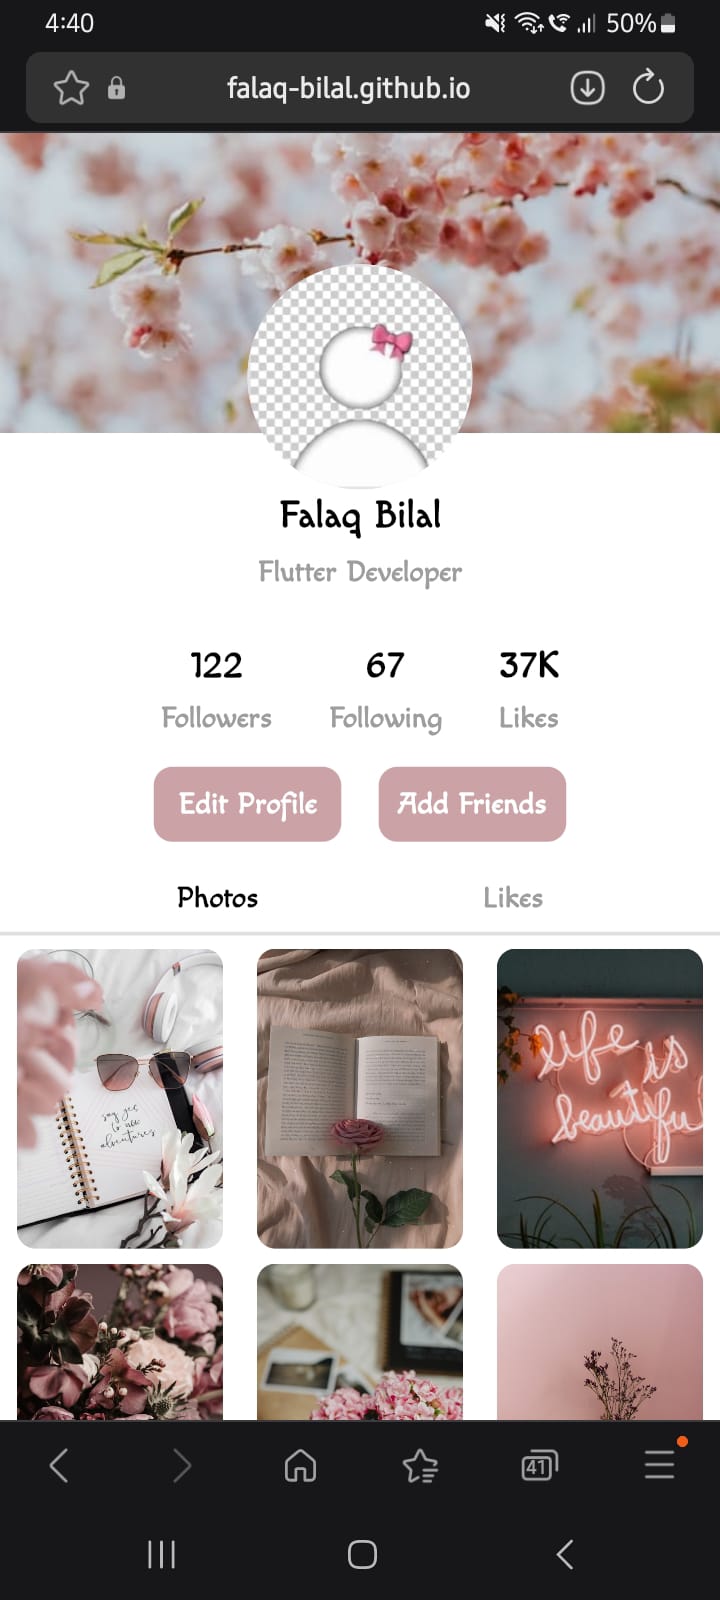 4:40
50%
falaq-bilal.github.io
Falaq Bilal
Flutter Developer
122 67 37K
Followers Following Likes
Edit Profile Add Friends
Photos Likes
say yes
to new
adventures
life is
beautiful
41